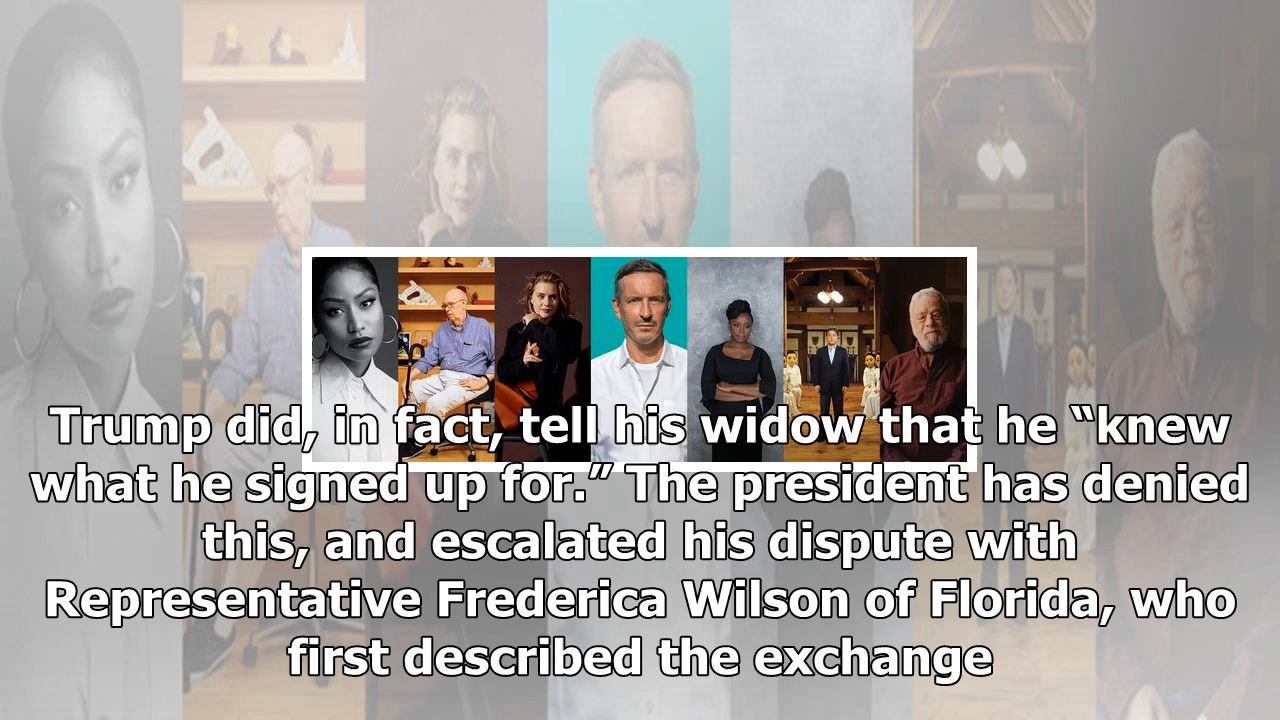 Trump did, in fact, tell his widow that he “knew
what he signed up for.” The president has denied
this, and escalated his dispute with
Representative Frederica Wilson of Florida, who
first described the exchange